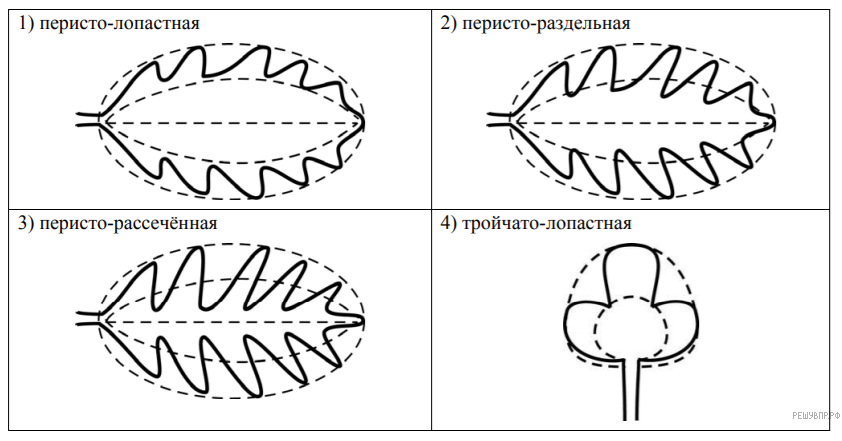 1) перисто-лопастная
2) перисто-раздельная
3) перисто-рассечённая
4) тройчато-лопастная
РЕШУВПР.РФ